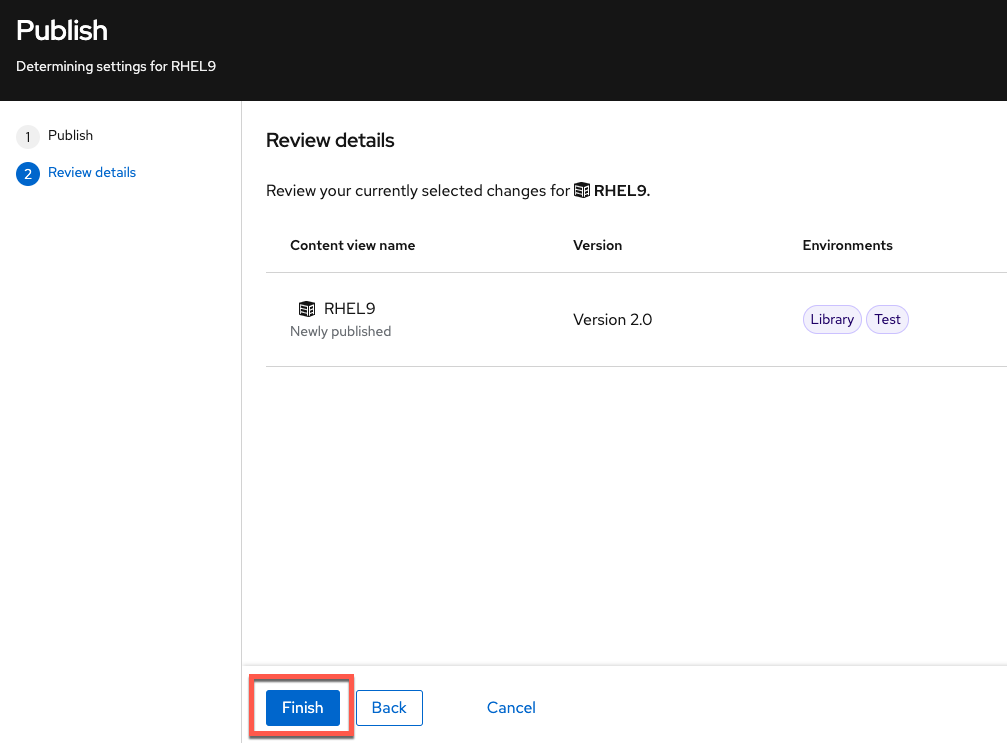 Publish
Determining settings for RHEL9
1 Publish
2 Review details
Review details
Review your currently selected changes for RHEL9.
Content view name Version Environments
RHEL9
Newly published
Version 2.0
Library Test
Finish Back Cancel